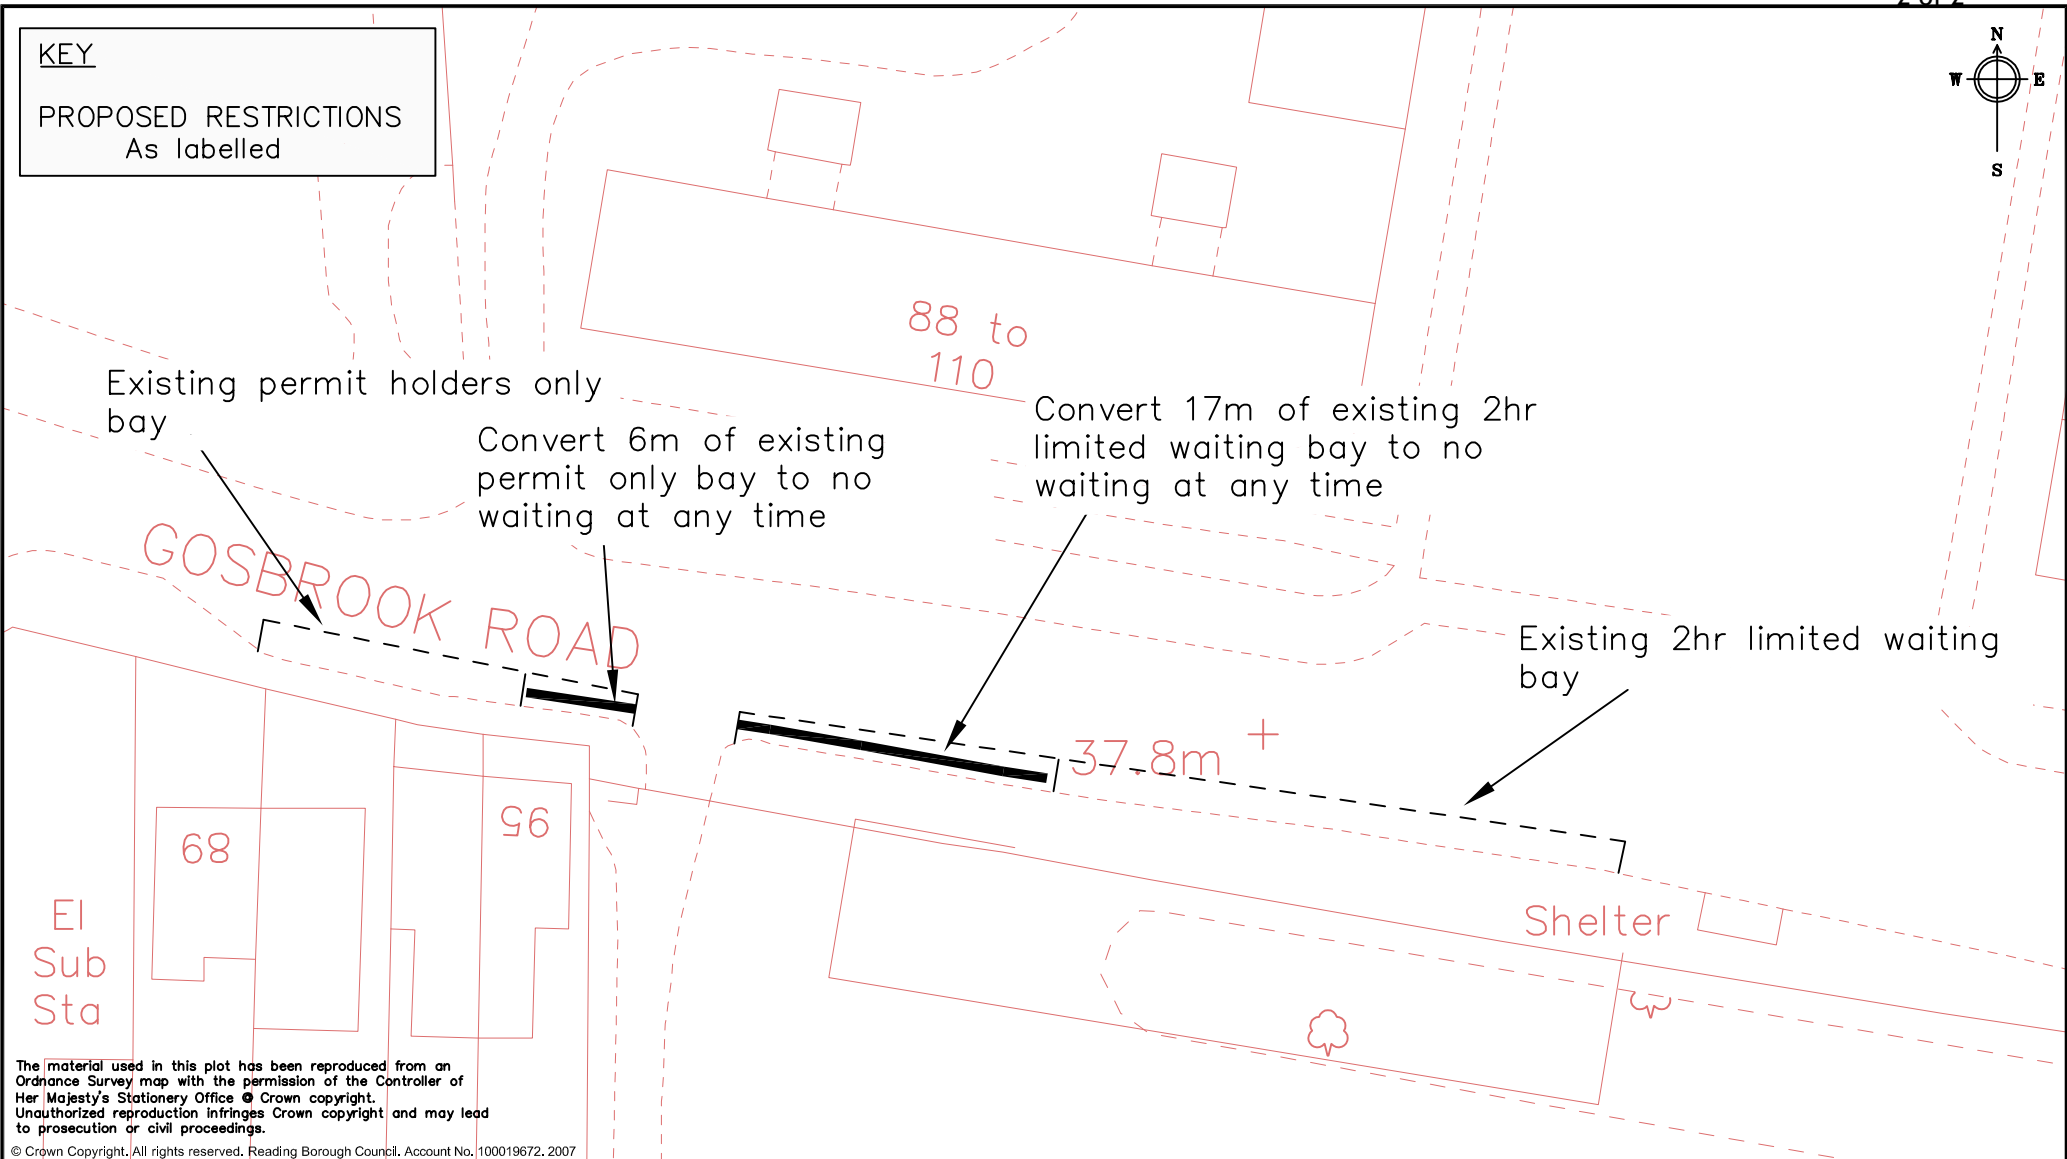 KEY
PROPOSED RESTRICTIONS
As labelled
N
W E
S
88 to
110
Existing permit holders only
bay
Convert 6m of existing
permit only bay to no
waiting at any time
Convert 17m of existing 2hr
limited waiting bay to no
waiting at any time
GOSBROOK ROAD
Existing 2hr limited waiting
bay
37.8m
95
89
El
Sub
Sta
Shelter
The material used in this plot has been reproduced from an
Ordnance Survey map with the permission of the Controller of
Her Majesty's Stationery Office © Crown copyright.
Unauthorized reproduction infringes Crown copyright and may lead
to prosecution or civil proceedings.
© Crown Copyright. All rights reserved. Reading Borough Council. Account No. 100019672. 2007